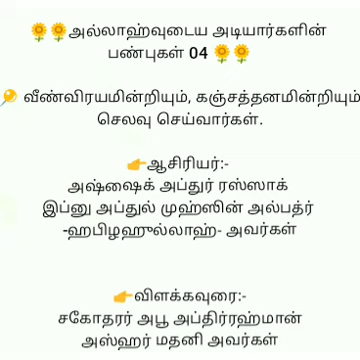 🌻🌻அல்லாஹ்வுடைய அடியார்களின்
பண்புகள் 04 🌻🌻
வீண்விரயமின்றியும், கஞ்சத்தனமின்றியும்
செலவு செய்வார்கள்.
👉ஆசிரியர்:-
அஷ்ஷைக் அப்துர் ரஸ்ஸாக்
இப்னு அப்துல் முஹ்ஸின் அல்பத்ர்
-ஹபிழஹுல்லாஹ்- அவர்கள்
👉விளக்கவுரை:-
சகோதரர் அபூ அப்திர்ரஹ்மான்
அஸ்ஹர் மதனி அவர்கள்